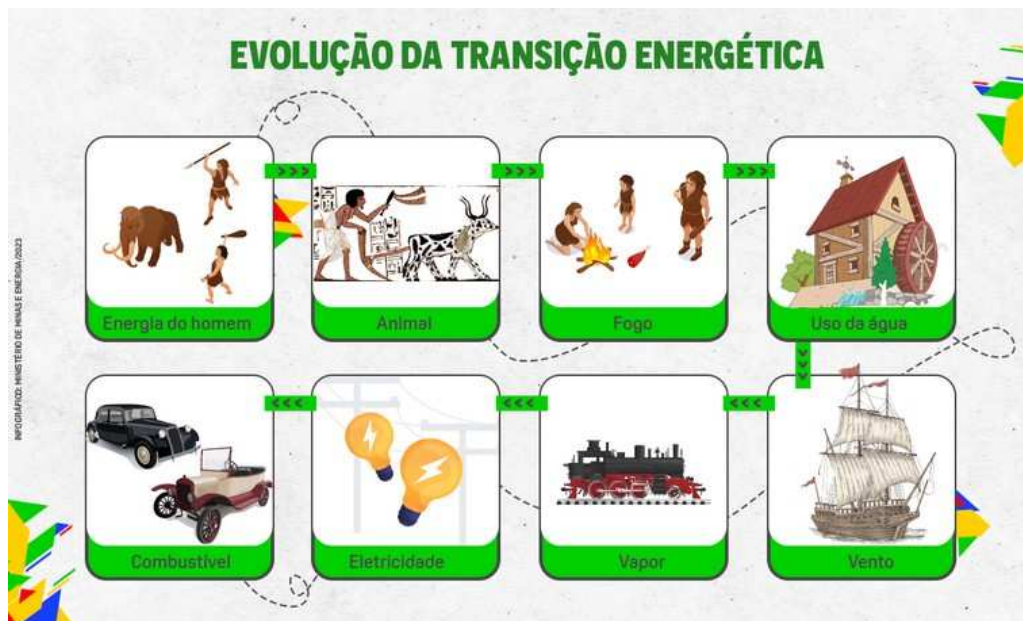 EVOLUÇÃO DA TRANSIÇÃO ENERGÉTICA
Energia do homem
Animal
Fogo
Uso da água
Combustível
Eletricidade
Vapor
Vento
INFOGRÁFICO: MINISTÉRIO DE MINAS E ENERGIA/2023